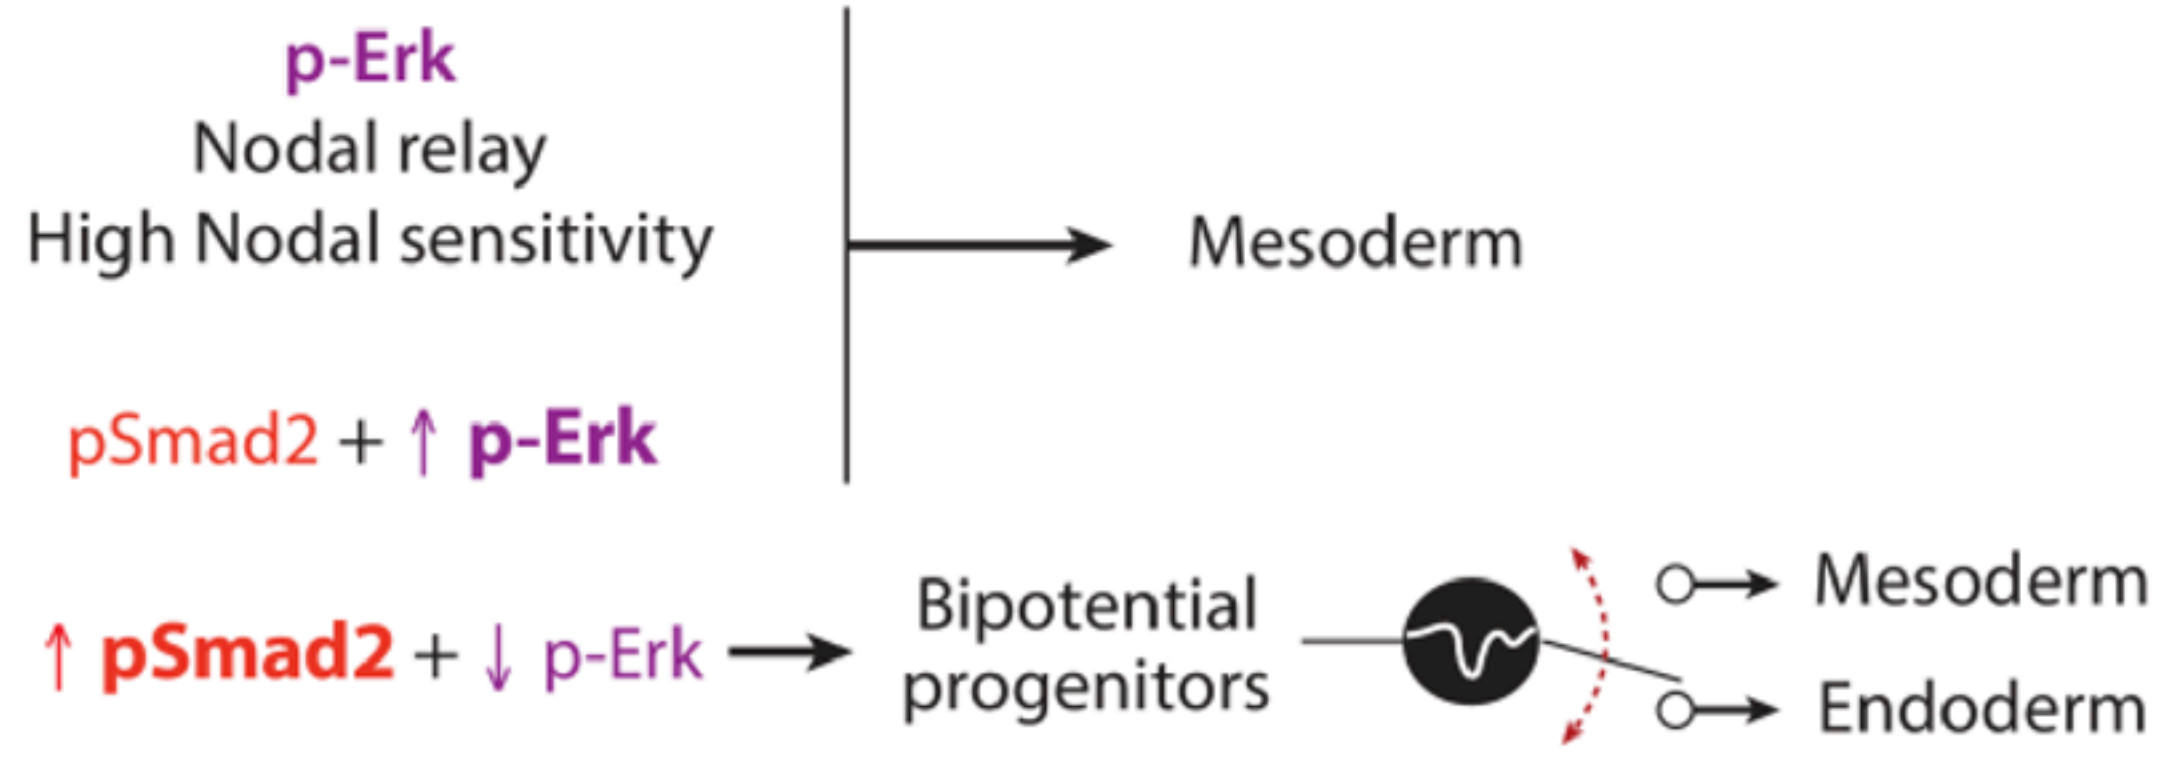 p-Erk
Nodal relay
High Nodal sensitivity
Mesoderm
pSmad2 + ↑ p-Erk
↑ pSmad2 + ↓ p-Erk
Bipotential
progenitors
Mesoderm
Endoderm